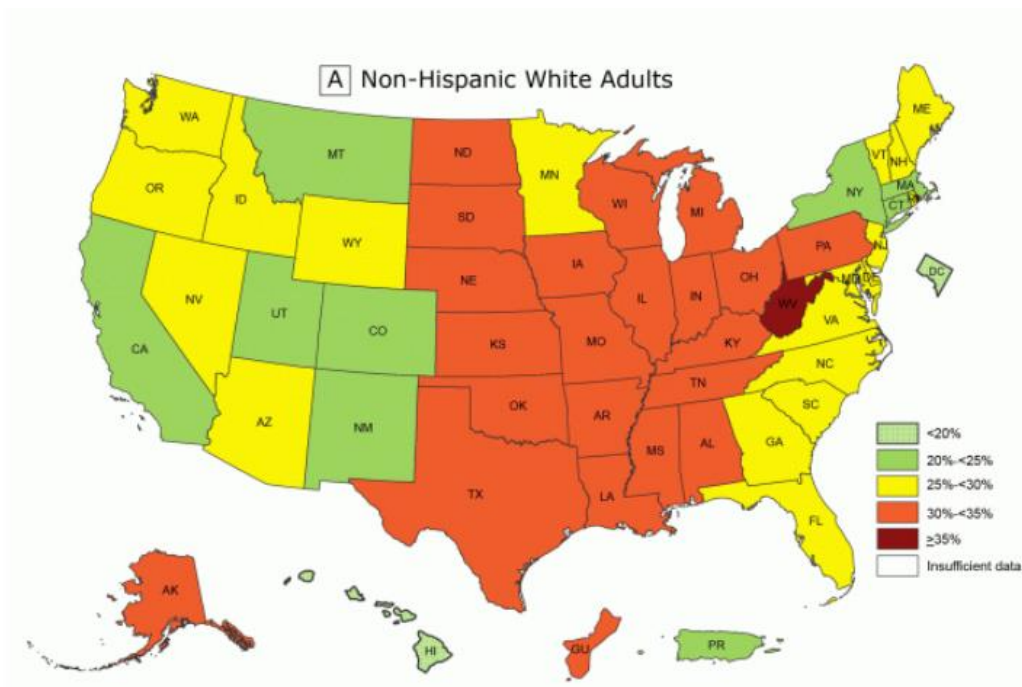 A Non-Hispanic White Adults
WA
MT
ND
MN
ME
VT
NH
OR
ID
SD
WI
MI
NY
MA
CT
WY
IA
PA
NJ
NE
IL
IN
OH
MD
DE
DC
NV
UT
CO
KS
MO
KY
WV
VA
CA
NC
TN
OK
AR
SC
AZ
NM
MS
AL
GA
TX
LA
FL
<20%
20%-<25%
25%-<30%
30%-<35%
≥35%
Insufficient data
AK
HI
GU
PR